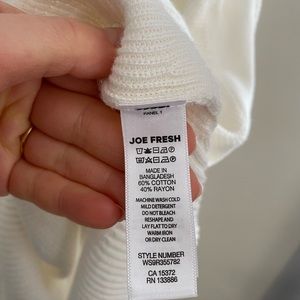 PANEL 1
JOE FRESH
MADE IN
BANGLADESH
60% COTTON
40% RAYON
MACHINE WASH COLD
MILD DETERGENT
DO NOT BLEACH
RESHAPE AND
LAY FLAT TO DRY
WARM IRON
OR DRY CLEAN
STYLE NUMBER
WS9R355782
CA 15372
RN 133886